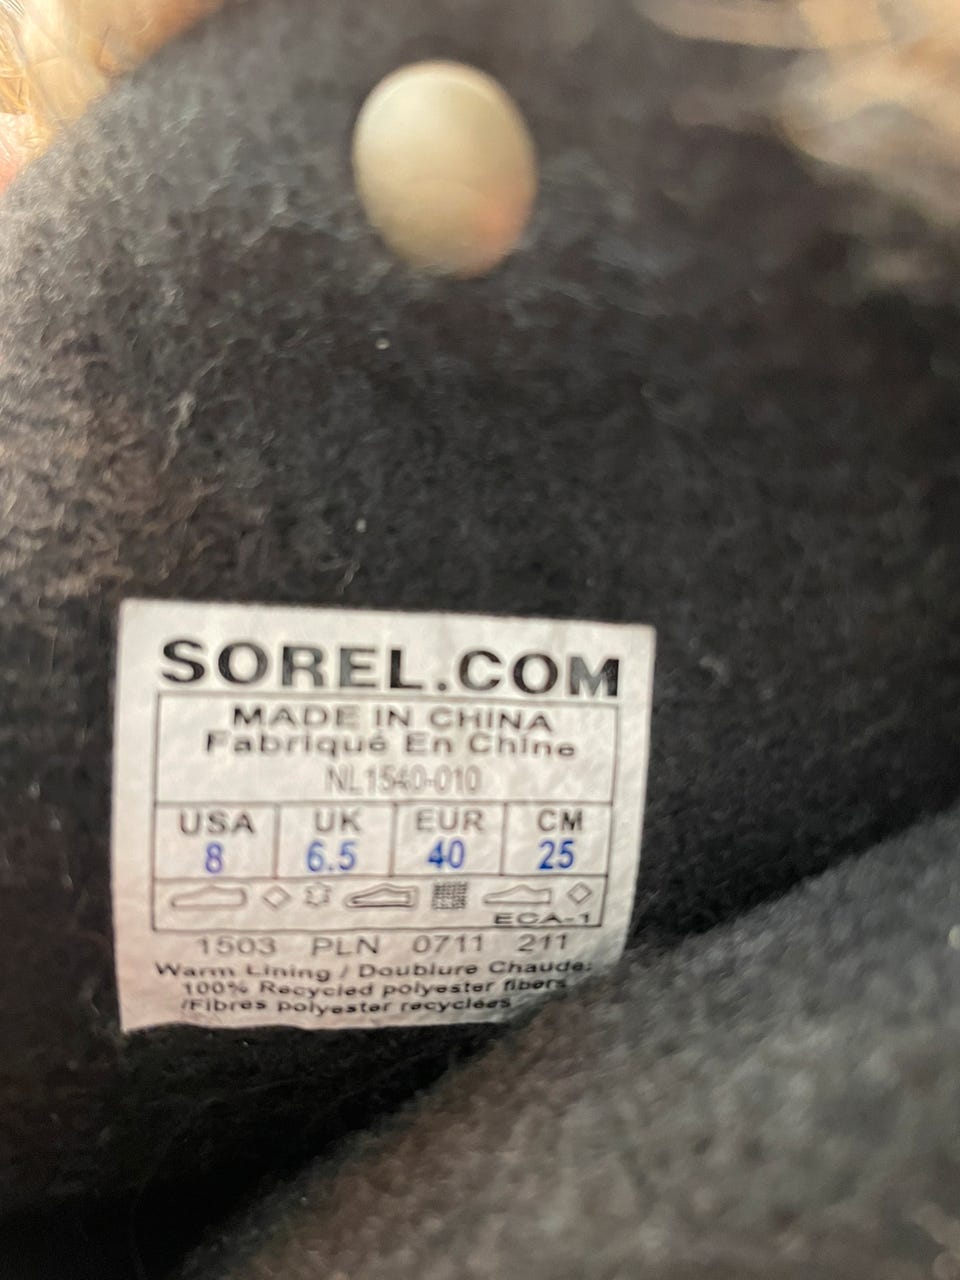 SOREL.COM
MADE IN CHINA
Fabriqué En Chine
NL1540-010
USA UK EUR CM
8 6.5 40 25
ECA-1
1503 PLN 0711 211
Warm Lining / Doublure Chaude:
100% Recycled polyester fibers
/Fibres polyester recyclées